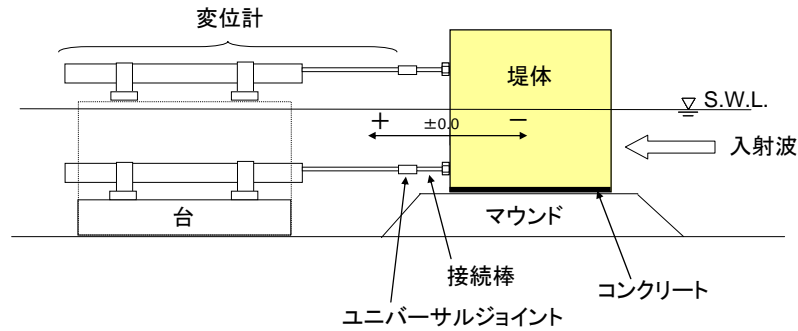 変位計
堤体
S.W.L.
+ ±0.0 −
入射波
台
マウンド
接続棒
コンクリート
ユニバーサルジョイント